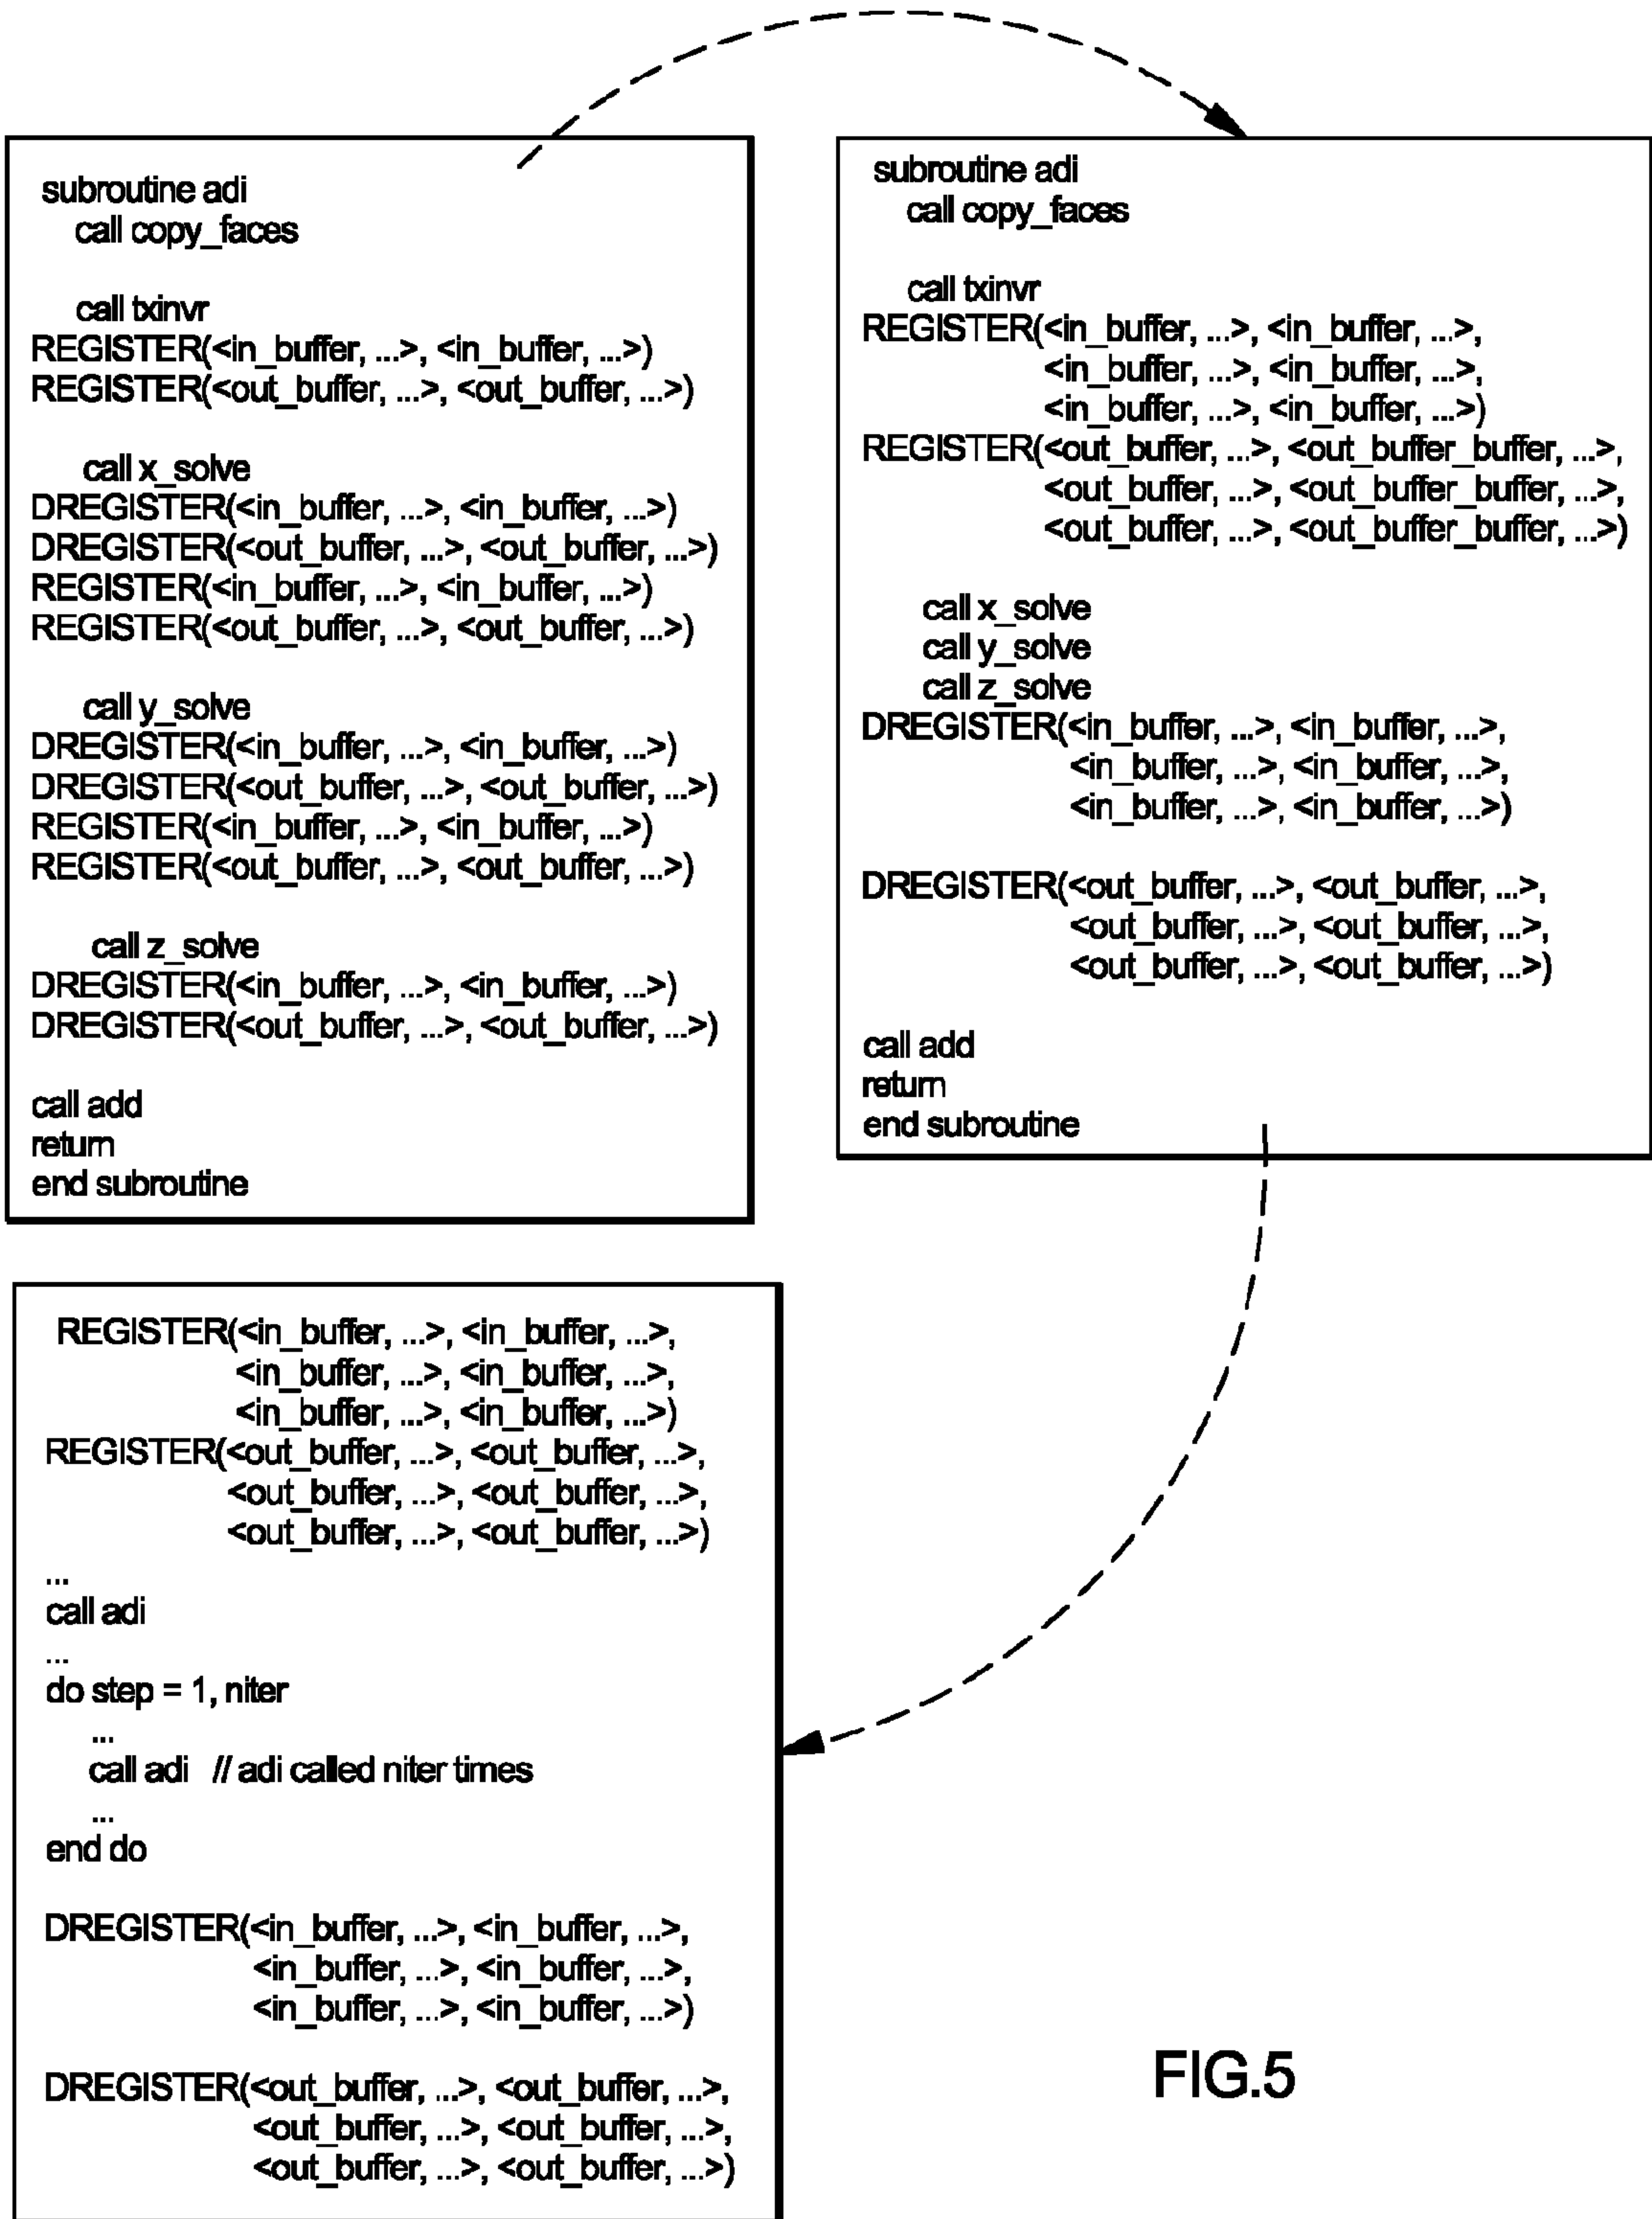 subroutine adi
call copy_faces
call txinvr
REGISTER(<in_buffer, ...>, <in_buffer, ...>)
REGISTER(<out_buffer, ...>, <out_buffer, ...>)
call x_solve
DREGISTER(<in_buffer, ...>, <in_buffer, ...>)
DREGISTER(<out_buffer, ...>, <out_buffer, ...>)
REGISTER(<in_buffer, ...>, <in_buffer, ...>)
REGISTER(<out_buffer, ...>, <out_buffer, ...>)
call y_solve
DREGISTER(<in_buffer, ...>, <in_buffer, ...>)
DREGISTER(<out_buffer, ...>, <out_buffer, ...>)
REGISTER(<in_buffer, ...>, <in_buffer, ...>)
REGISTER(<out_buffer, ...>, <out_buffer, ...>)
call z_solve
DREGISTER(<in_buffer, ...>, <in_buffer, ...>)
DREGISTER(<out_buffer, ...>, <out_buffer, ...>)
call add
return
end subroutine
subroutine adi
call copy_faces
call txinvr
REGISTER(<in_buffer, ...>, <in_buffer, ...>,
<in_buffer, ...>, <in_buffer, ...>,
<in_buffer, ...>, <in_buffer, ...>)
REGISTER(<out_buffer, ...>, <out_buffer_buffer, ...>,
<out_buffer, ...>, <out_buffer_buffer, ...>,
<out_buffer, ...>, <out_buffer_buffer, ...>)
call x_solve
call y_solve
call z_solve
DREGISTER(<in_buffer, ...>, <in_buffer, ...>,
<in_buffer, ...>, <in_buffer, ...>,
<in_buffer, ...>, <in_buffer, ...>)
DREGISTER(<out_buffer, ...>, <out_buffer, ...>,
<out_buffer, ...>, <out_buffer, ...>,
<out_buffer, ...>, <out_buffer, ...>)
call add
return
end subroutine
REGISTER(<in_buffer, ...>, <in_buffer, ...>,
<in_buffer, ...>, <in_buffer, ...>,
<in_buffer, ...>, <in_buffer, ...>)
REGISTER(<out_buffer, ...>, <out_buffer, ...>,
<out_buffer, ...>, <out_buffer, ...>,
<out_buffer, ...>, <out_buffer, ...>)
...
call adi
...
do step = 1, niter
...
call adi // adi called niter times
...
end do
DREGISTER(<in_buffer, ...>, <in_buffer, ...>,
<in_buffer, ...>, <in_buffer, ...>,
<in_buffer, ...>, <in_buffer, ...>)
DREGISTER(<out_buffer, ...>, <out_buffer, ...>,
<out_buffer, ...>, <out_buffer, ...>,
<out_buffer, ...>, <out_buffer, ...>)
FIG.5